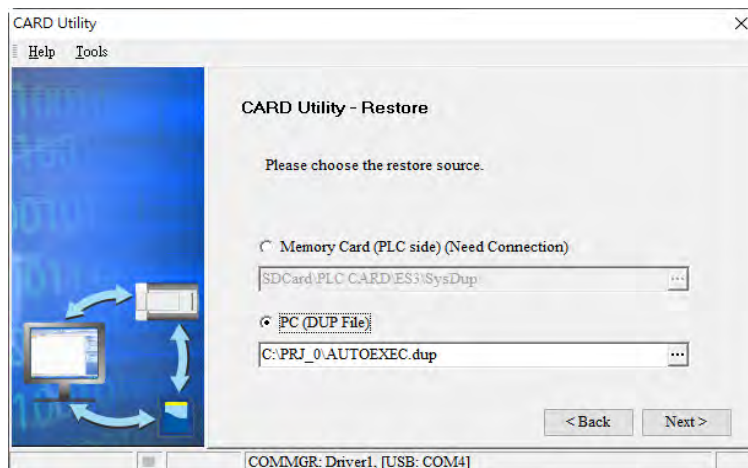 CARD Utility
Help Tools
CARD Utility - Restore
Please choose the restore source.
Memory Card (PLC side) (Need Connection)
SDCard\PLC CARD\ES3\SysDup
PC (DUP File)
C:\PRJ_0\AUTOEXEC.dup
< Back Next >
COMMGR: Driver1, [USB: COM4]